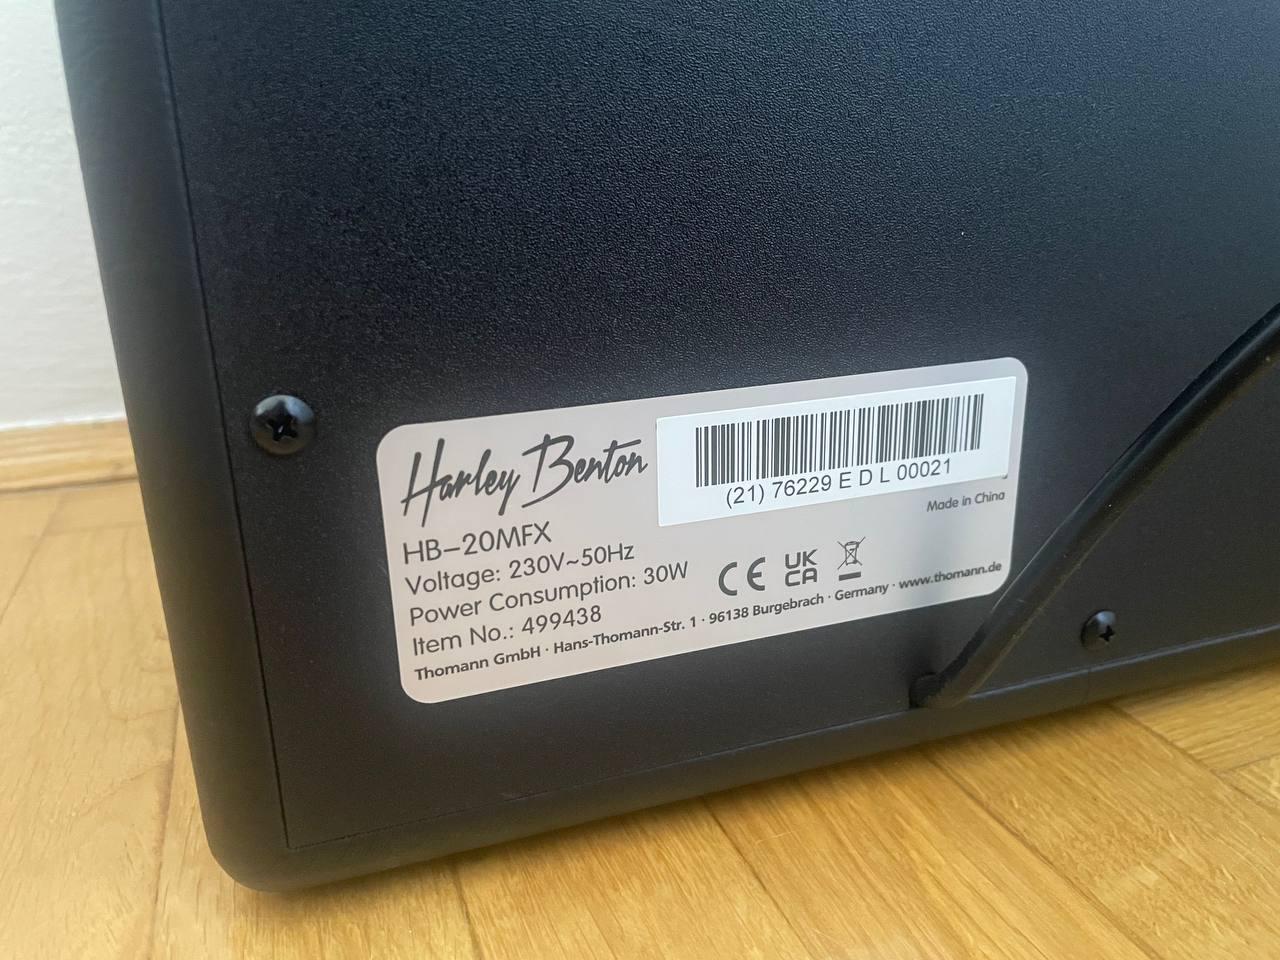 Harley Benton
(21) 76229 E D L 00021
Made in China
HB-20MFX
Voltage: 230V~50Hz
Power Consumption: 30W
Item No.: 499438
CE
UK
CA
Thomann GmbH · Hans-Thomann-Str. 1 · 96138 Burgebrach · Germany · www.thomann.de